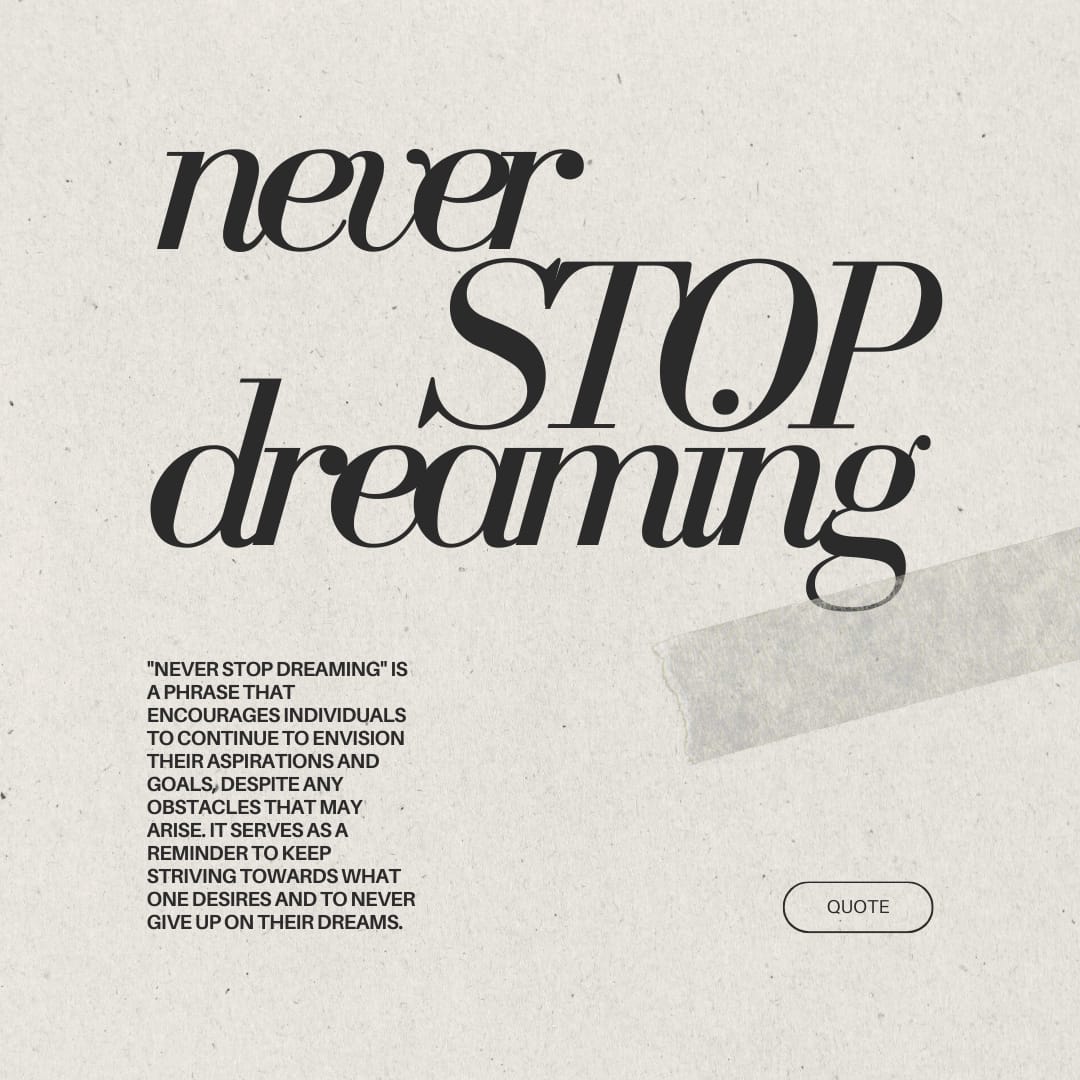 never
STOP
dreaming
"NEVER STOP DREAMING" IS
A PHRASE THAT
ENCOURAGES INDIVIDUALS
TO CONTINUE TO ENVISION
THEIR ASPIRATIONS AND
GOALS, DESPITE ANY
OBSTACLES THAT MAY
ARISE. IT SERVES AS A
REMINDER TO KEEP
STRIVING TOWARDS WHAT
ONE DESIRES AND TO NEVER
GIVE UP ON THEIR DREAMS.
QUOTE